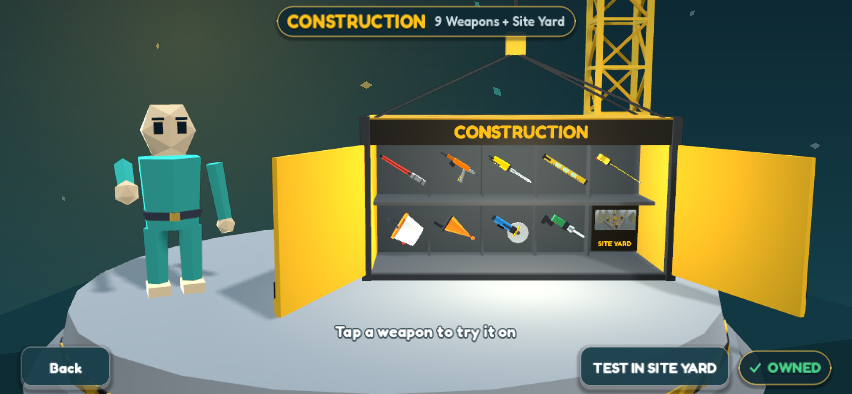 CONSTRUCTION 9 Weapons + Site Yard
CONSTRUCTION
SITE YARD
Tap a weapon to try it on
Back
TEST IN SITE YARD
OWNED